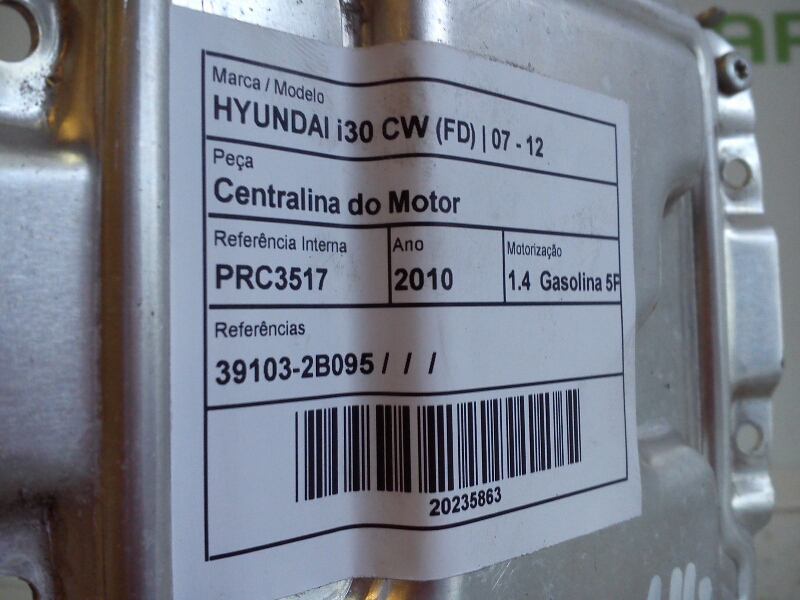 Marca / Modelo
HYUNDAI i30 CW (FD) | 07 - 12
Peça
Centralina do Motor
Referência Interna
PRC3517
Ano
2010
Motorização
1.4 Gasolina 5P
Referências
39103-2B095 / / /
20235863